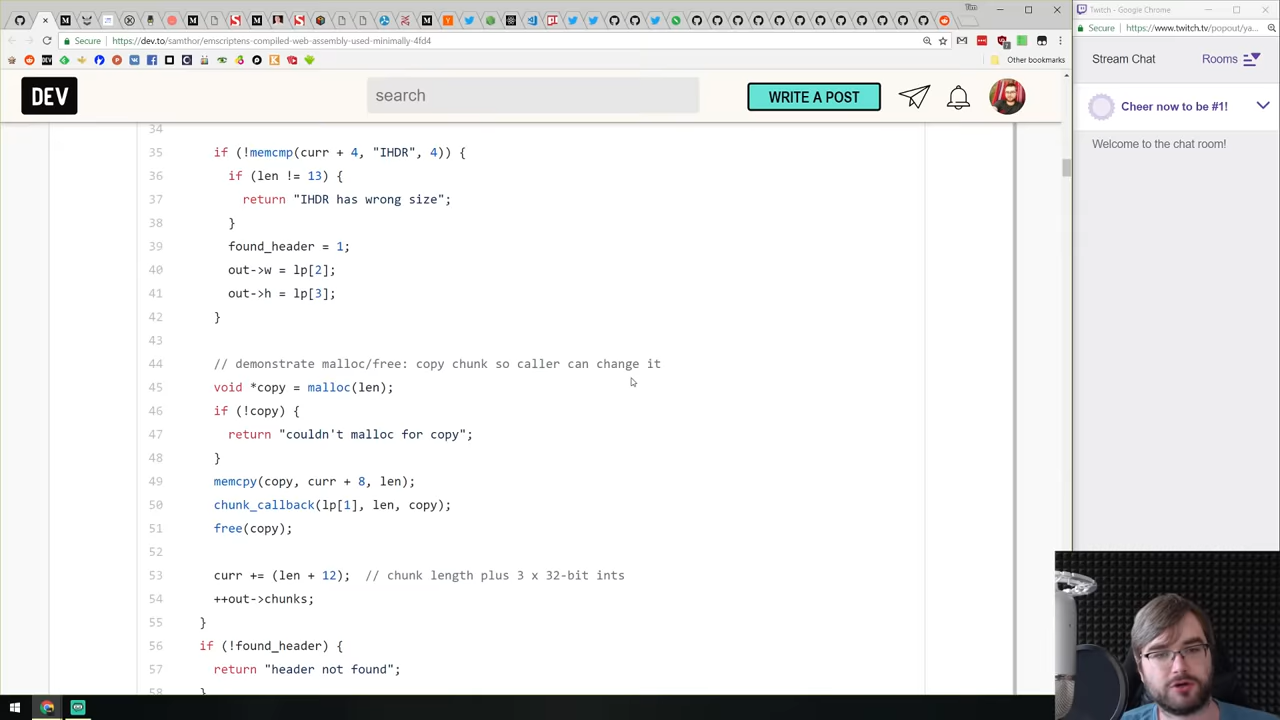 Tim
Secure
https://dev.to/samthor/emscriptens-compiled-web-assembly-used-minimally-4fd4
Other bookmarks
DEV
search
WRITE A POST
34
35 if (!memcmp(curr + 4, "IHDR", 4)) {
36 if (len != 13) {
37 return "IHDR has wrong size";
38 }
39 found_header = 1;
40 out->w = lp[2];
41 out->h = lp[3];
42 }
43
44 // demonstrate malloc/free: copy chunk so caller can change it
45 void *copy = malloc(len);
46 if (!copy) {
47 return "couldn't malloc for copy";
48 }
49 memcpy(copy, curr + 8, len);
50 chunk_callback(lp[1], len, copy);
51 free(copy);
52
53 curr += (len + 12); // chunk length plus 3 x 32-bit ints
54 ++out->chunks;
55 }
56 if (!found_header) {
57 return "header not found";
58 }
Twitch - Google Chrome
Secure
https://www.twitch.tv/popout/ya...
Stream Chat
Rooms
Cheer now to be #1!
Welcome to the chat room!